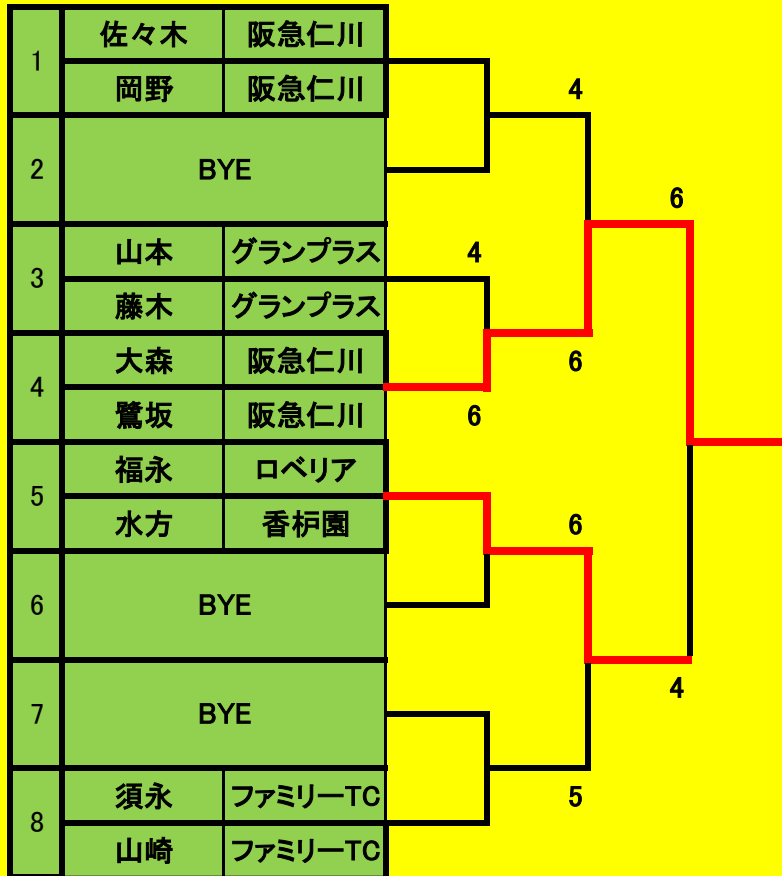 1
佐々木 阪急仁川
岡野 阪急仁川
4
2
BYE
6
3
山本 グランプラス
4
藤木 グランプラス
4
大森 阪急仁川
6
鷺坂 阪急仁川
6
5
福永 ロベリア
水方 香枦園
6
6
BYE
4
7
BYE
8
須永 ファミリーTC
5
山崎 ファミリーTC